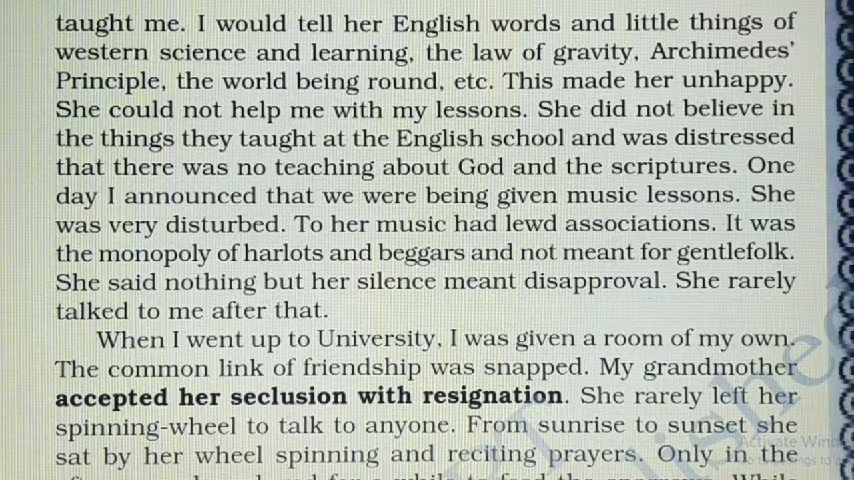 taught me. I would tell her English words and little things of
western science and learning, the law of gravity, Archimedes'
Principle, the world being round, etc. This made her unhappy.
She could not help me with my lessons. She did not believe in
the things they taught at the English school and was distressed
that there was no teaching about God and the scriptures. One
day I announced that we were being given music lessons. She
was very disturbed. To her music had lewd associations. It was
the monopoly of harlots and beggars and not meant for gentlefolk.
She said nothing but her silence meant disapproval. She rarely
talked to me after that.
When I went up to University, I was given a room of my own.
The common link of friendship was snapped. My grandmother
accepted her seclusion with resignation. She rarely left her
spinning-wheel to talk to anyone. From sunrise to sunset she
sat by her wheel spinning and reciting prayers. Only in the
Activate Wind